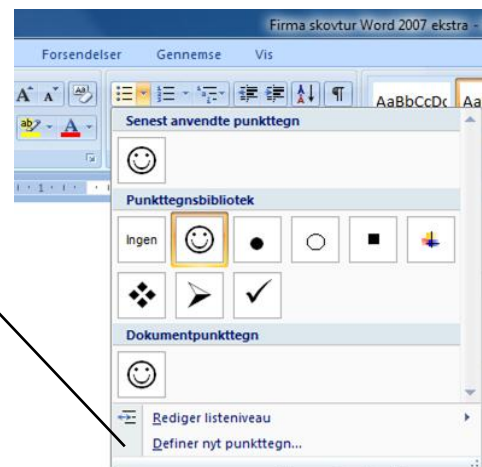 Firma skovtur Word 2007 ekstra -
Forsendelser Gennemse Vis
AaBbCcDc Aa
Senest anvendte punkttegn
Punkttegnsbibliotek
Ingen
Dokumentpunkttegn
Rediger listeniveau
Definer nyt punkttegn...